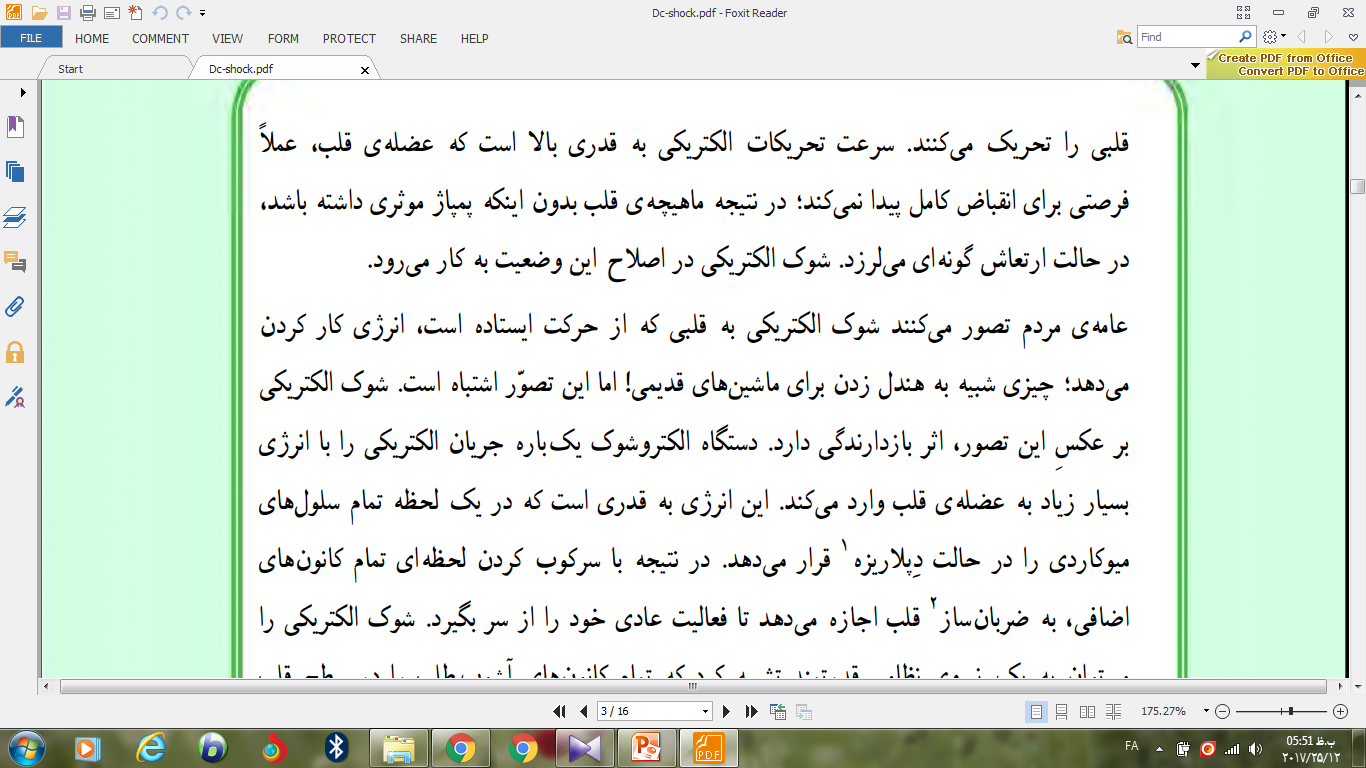 Dc-shock.pdf - Foxit Reader
FILE HOME COMMENT VIEW FORM PROTECT SHARE HELP
Find
Start Dc-shock.pdf
Create PDF from Office
Convert PDF to Office
قلبی را تحریک می‌کنند. سرعت تحریکات الکتریکی به قدری بالا است که عضله‌ی قلب، عملاً
فرصتی برای انقباض کامل پیدا نمی‌کند؛ در نتیجه ماهیچه‌ی قلب بدون اینکه پمپاژ موثری داشته باشد،
در حالت ارتعاش گونه‌ای می‌لرزد. شوک الکتریکی در اصلاح این وضعیت به کار می‌رود.
عامه‌ی مردم تصور می‌کنند شوک الکتریکی به قلبی که از حرکت ایستاده است، انرژی کار کردن
می‌دهد؛ چیزی شبیه به هندل زدن برای ماشین‌های قدیمی! اما این تصوّر اشتباه است. شوک الکتریکی
بر عکسِ این تصور، اثر بازدارندگی دارد. دستگاه الکتروشوک یک‌باره جریان الکتریکی را با انرژی
بسیار زیاد به عضله‌ی قلب وارد می‌کند. این انرژی به قدری است که در یک لحظه تمام سلول‌های
میوکاردی را در حالت دِپلاریزه۱ قرار می‌دهد. در نتیجه با سرکوب کردن لحظه‌ای تمام کانون‌های
اضافی، به ضربان‌ساز۲ قلب اجازه می‌دهد تا فعالیت عادی خود را از سر بگیرد. شوک الکتریکی را
3 / 16
175.27%
FA
05:51 ب.ظ
۲۰۱۷/۲۵/۱۲